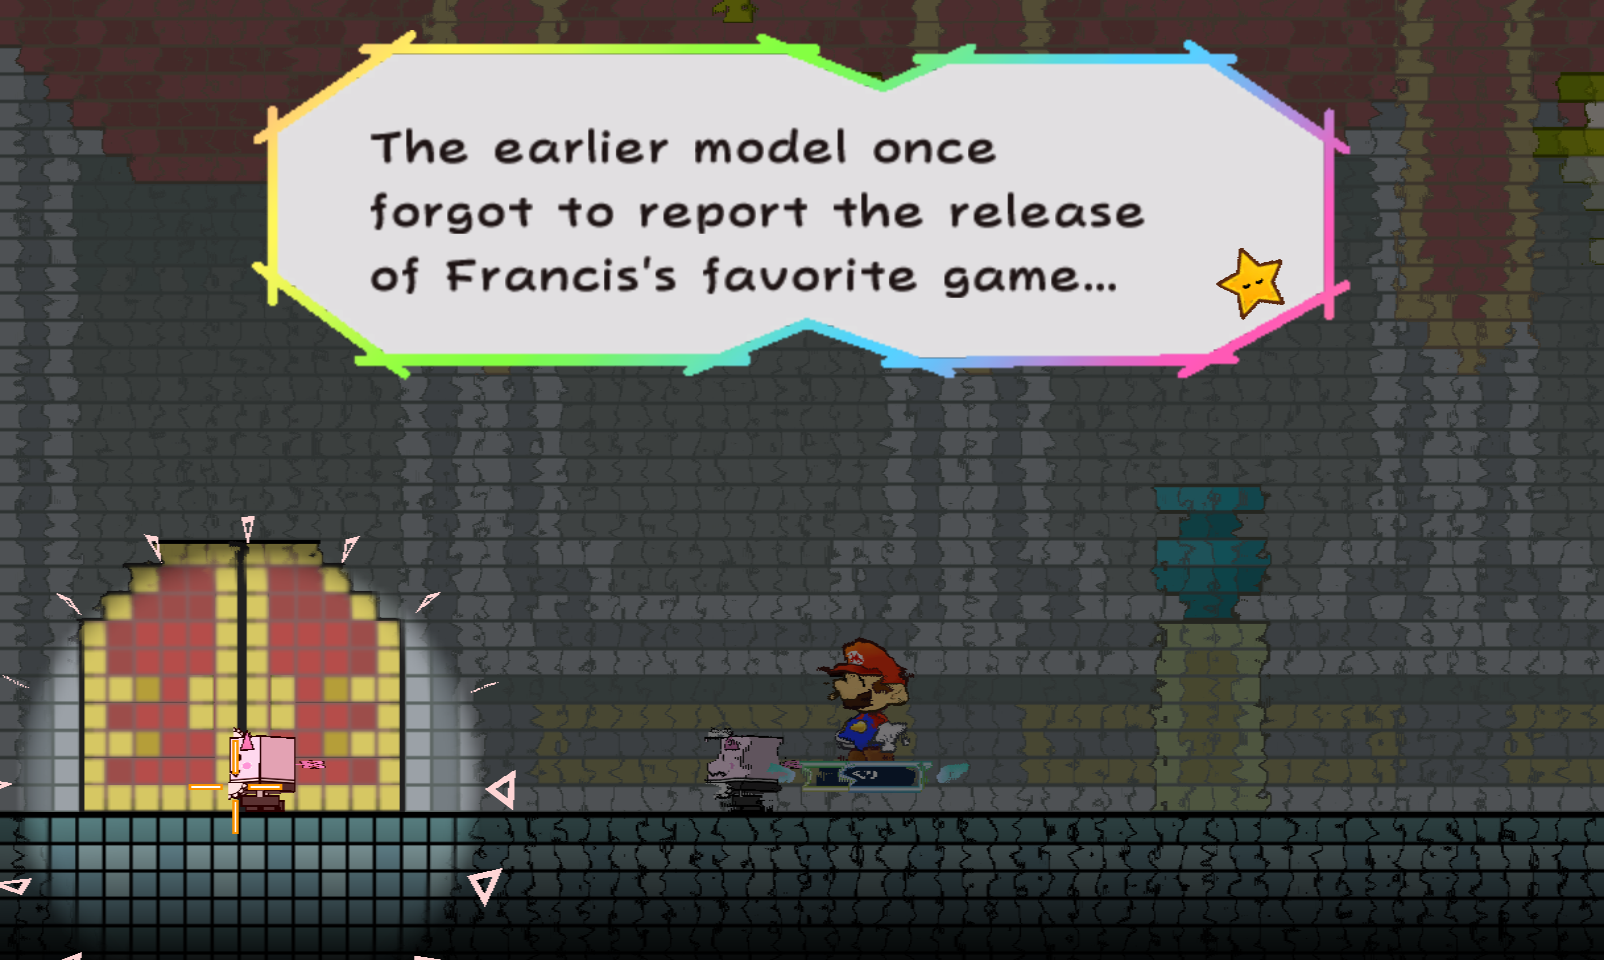 The earlier model once
forgot to report the release
of Francis's favorite game...